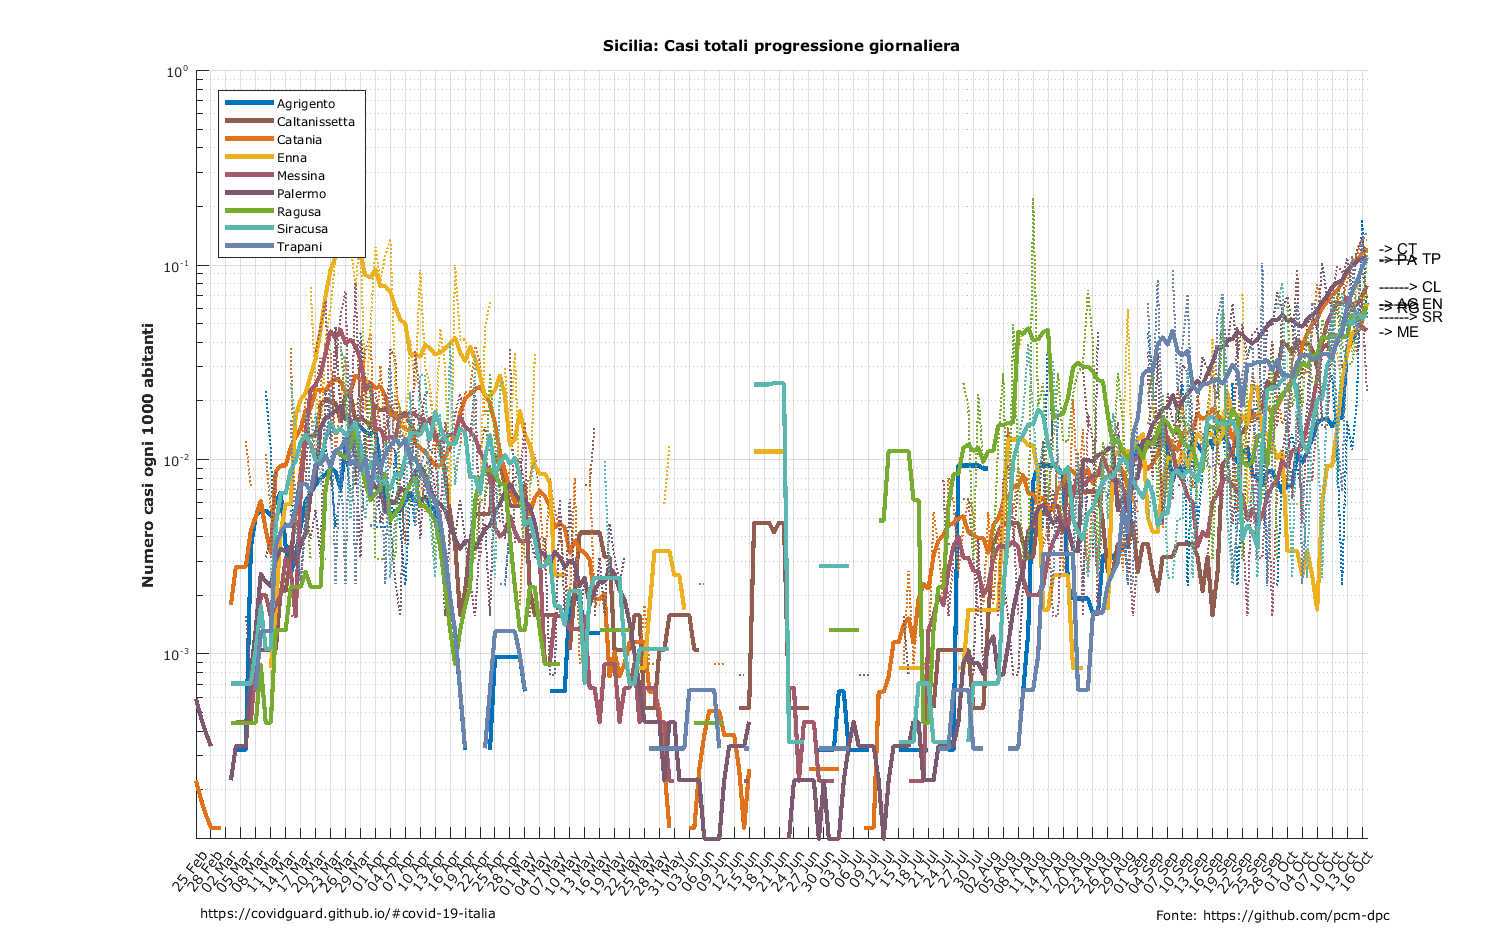 Sicilia: Casi totali progressione giornaliera
10⁰
10⁻¹
10⁻²
10⁻³
Numero casi ogni 1000 abitanti
Agrigento
Caltanissetta
Catania
Enna
Messina
Palermo
Ragusa
Siracusa
Trapani
-> CT
-> PA
------> TP
------> CL
-> AG
------> EN
-> RG
------> SR
-> ME
25 Feb
28 Feb
02 Mar
05 Mar
08 Mar
11 Mar
14 Mar
17 Mar
20 Mar
23 Mar
26 Mar
29 Mar
01 Apr
04 Apr
07 Apr
10 Apr
13 Apr
16 Apr
19 Apr
22 Apr
25 Apr
28 Apr
01 May
04 May
07 May
10 May
13 May
16 May
19 May
22 May
25 May
28 May
31 May
03 Jun
06 Jun
09 Jun
12 Jun
15 Jun
18 Jun
21 Jun
24 Jun
27 Jun
30 Jun
03 Jul
06 Jul
09 Jul
12 Jul
15 Jul
18 Jul
21 Jul
24 Jul
27 Jul
30 Jul
02 Aug
05 Aug
08 Aug
11 Aug
14 Aug
17 Aug
20 Aug
23 Aug
26 Aug
29 Aug
01 Sep
04 Sep
07 Sep
10 Sep
13 Sep
16 Sep
19 Sep
22 Sep
25 Sep
28 Sep
01 Oct
04 Oct
07 Oct
10 Oct
13 Oct
16 Oct
https://covidguard.github.io/#covid-19-italia
Fonte: https://github.com/pcm-dpc